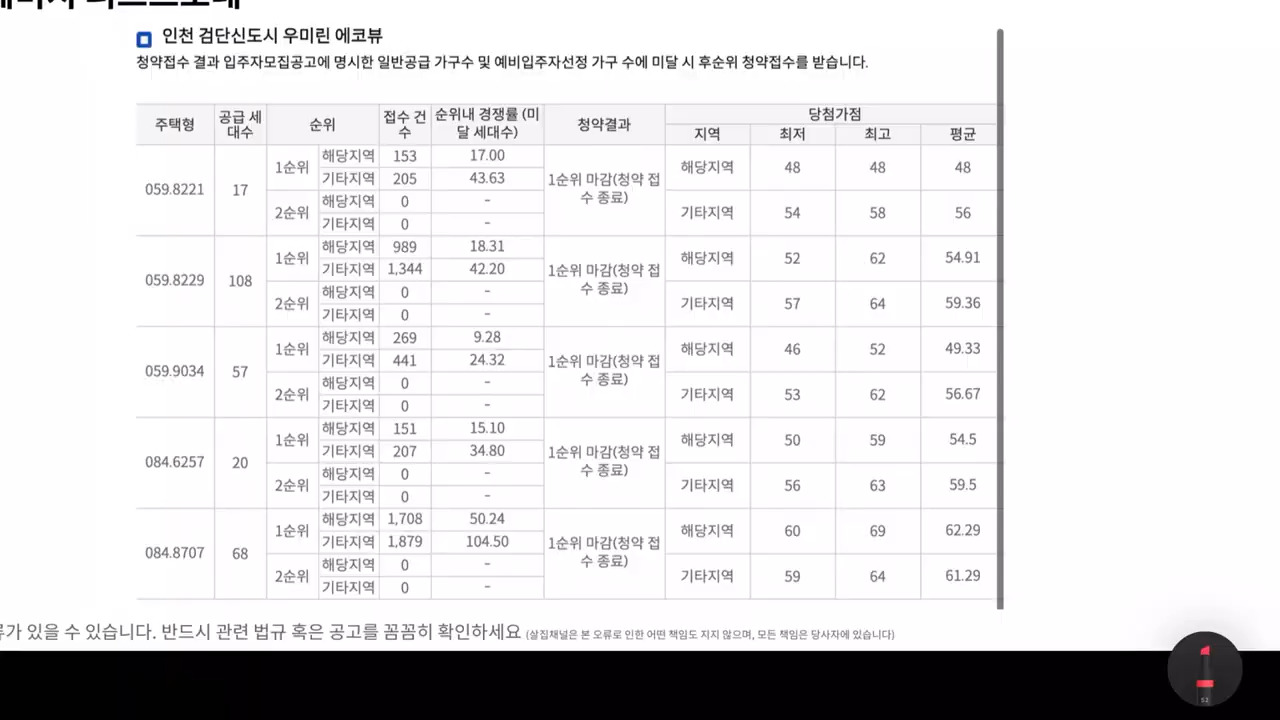 인천 검단신도시 우미린 에코뷰
청약접수 결과 입주자모집공고에 명시한 일반공급 가구수 및 예비입주자선정 가구 수에 미달 시 후순위 청약접수를 받습니다.
주택형 공급 세대수 순위 접수 건수 순위내 경쟁률 (미달 세대수) 청약결과 당첨가점
지역 최저 최고 평균
059.8221 17 1순위 해당지역 153 17.00 1순위 마감(청약 접수 종료) 해당지역 48 48 48
기타지역 205 43.63
2순위 해당지역 0 - 기타지역 54 58 56
기타지역 0 -
059.8229 108 1순위 해당지역 989 18.31 1순위 마감(청약 접수 종료) 해당지역 52 62 54.91
기타지역 1,344 42.20
2순위 해당지역 0 - 기타지역 57 64 59.36
기타지역 0 -
059.9034 57 1순위 해당지역 269 9.28 1순위 마감(청약 접수 종료) 해당지역 46 52 49.33
기타지역 441 24.32
2순위 해당지역 0 - 기타지역 53 62 56.67
기타지역 0 -
084.6257 20 1순위 해당지역 151 15.10 1순위 마감(청약 접수 종료) 해당지역 50 59 54.5
기타지역 207 34.80
2순위 해당지역 0 - 기타지역 56 63 59.5
기타지역 0 -
084.8707 68 1순위 해당지역 1,708 50.24 1순위 마감(청약 접수 종료) 해당지역 60 69 62.29
기타지역 1,879 104.50
2순위 해당지역 0 - 기타지역 59 64 61.29
기타지역 0 -
가 있을 수 있습니다. 반드시 관련 법규 혹은 공고를 꼼꼼히 확인하세요 (살집채널은 본 오류로 인한 어떤 책임도 지지 않으며, 모든 책임은 당사자에 있습니다)